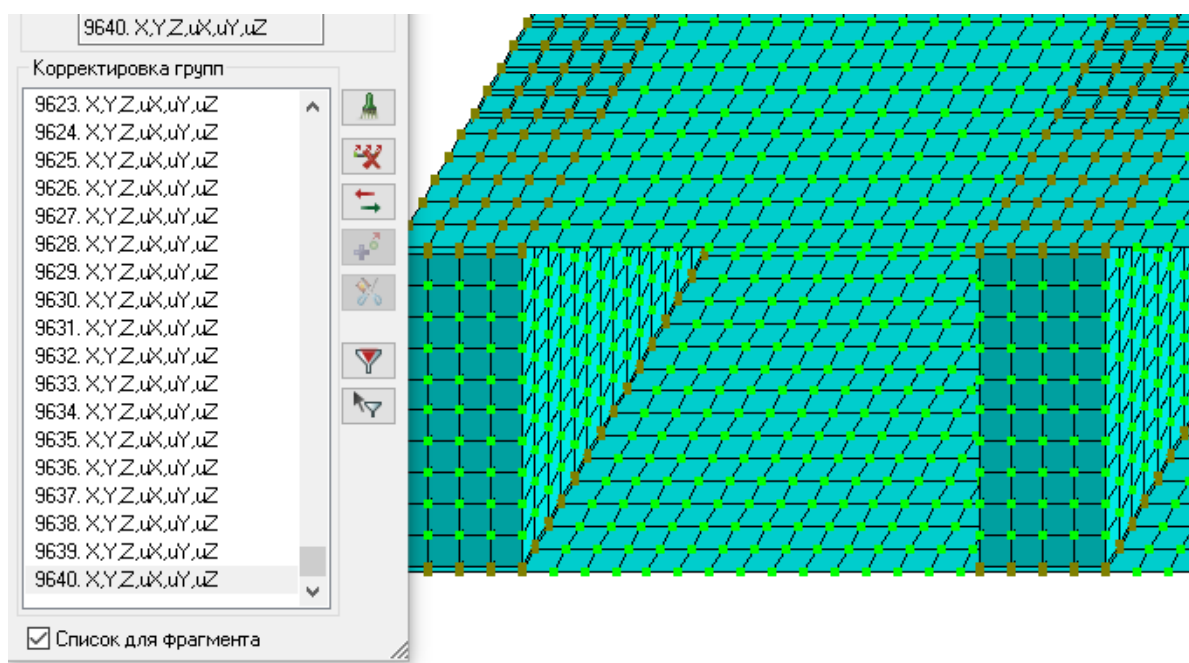 9640. X,Y,Z,uX,uY,uZ
Корректировка групп
9623. X,Y,Z,uX,uY,uZ
9624. X,Y,Z,uX,uY,uZ
9625. X,Y,Z,uX,uY,uZ
9626. X,Y,Z,uX,uY,uZ
9627. X,Y,Z,uX,uY,uZ
9628. X,Y,Z,uX,uY,uZ
9629. X,Y,Z,uX,uY,uZ
9630. X,Y,Z,uX,uY,uZ
9631. X,Y,Z,uX,uY,uZ
9632. X,Y,Z,uX,uY,uZ
9633. X,Y,Z,uX,uY,uZ
9634. X,Y,Z,uX,uY,uZ
9635. X,Y,Z,uX,uY,uZ
9636. X,Y,Z,uX,uY,uZ
9637. X,Y,Z,uX,uY,uZ
9638. X,Y,Z,uX,uY,uZ
9639. X,Y,Z,uX,uY,uZ
9640. X,Y,Z,uX,uY,uZ
Список для фрагмента